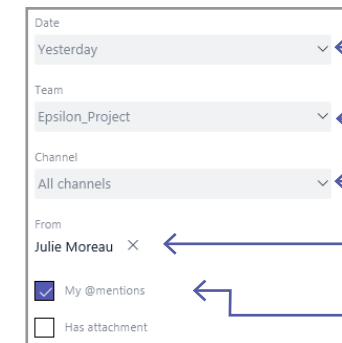 Date
Yesterday
Team
Epsilon_Project
Channel
All channels
From
Julie Moreau
My @mentions
Has attachment